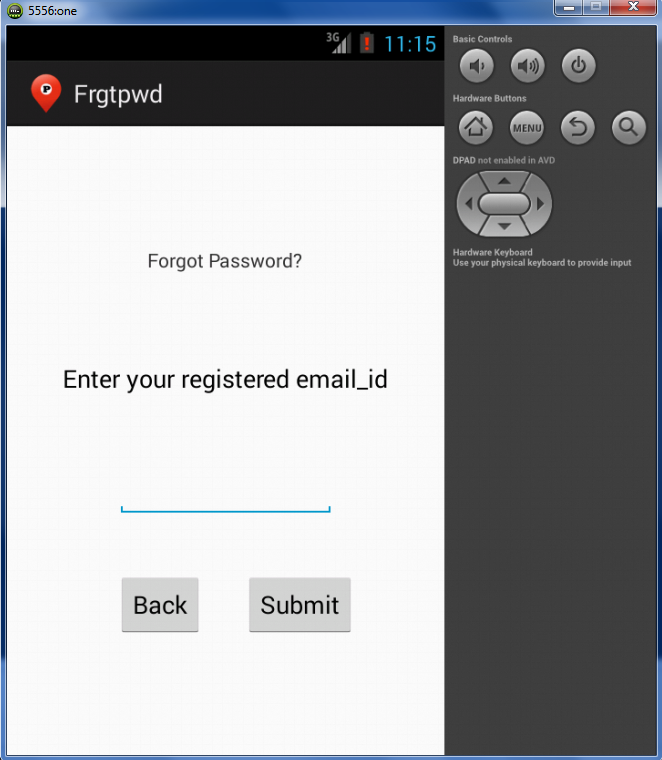 5556:one
3G 11:15
P Frgtpwd
Forgot Password?
Enter your registered email_id
Back Submit
Basic Controls
Hardware Buttons
MENU
DPAD not enabled in AVD
Hardware Keyboard
Use your physical keyboard to provide input